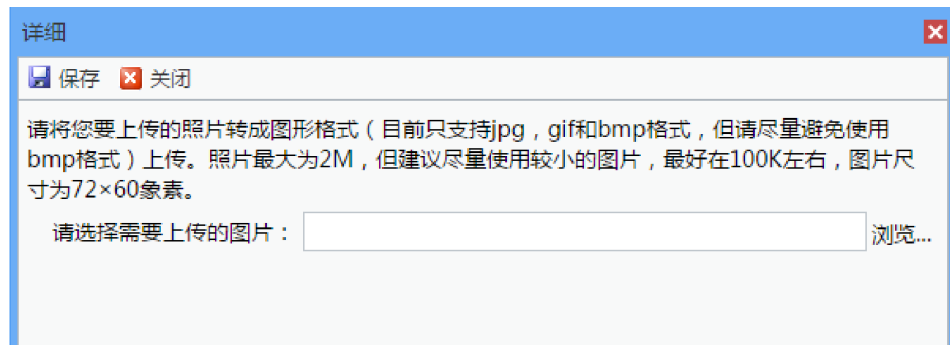 详细
保存 关闭
请将您要上传的照片转成图形格式（目前只支持jpg，gif和bmp格式，但请尽量避免使用
bmp格式）上传。照片最大为2M，但建议尽量使用较小的图片，最好在100K左右，图片尺
寸为72×60象素。
请选择需要上传的图片： 浏览...